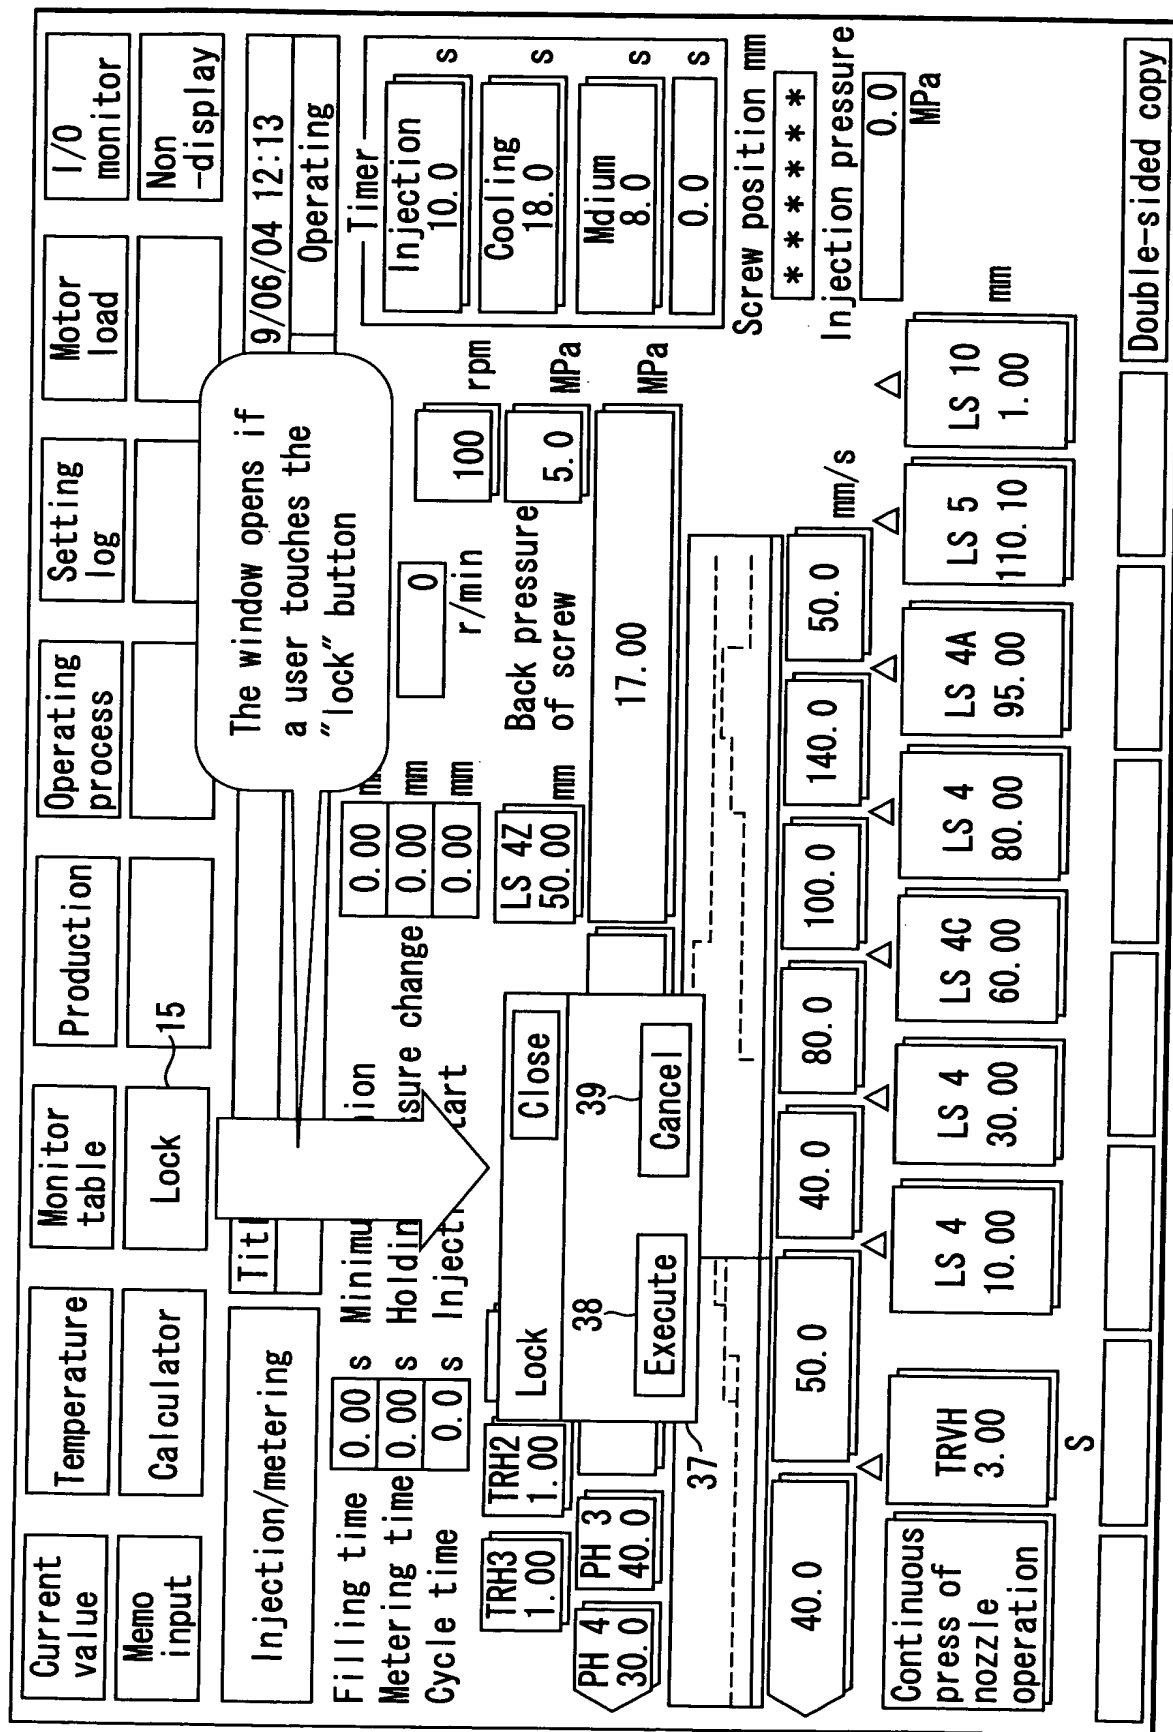 Current
value
Temperature
Monitor
table
Production
Operating
process
Setting
log
Motor
load
I/O
monitor
Memo
input
Calculator
Lock
15
Non
-display
Injection/metering
Tit
9/06/04 12:13
Operating
The window opens if
a user touches the
"lock" button
Filling time 0.00 s
Metering time 0.00 s
Cycle time 0.0 s
Minimu ion 0.00 m
Holdin sure change 0.00 mm
Injecti tart 0.00 mm
0
r/min
100
rpm
Timer
Injection
10.0
s
Cooling
18.0
s
Mdium
8.0
s
0.0
s
TRH3
1.00
TRH2
1.00
LS 4Z
50.00
mm
Back pressure
of screw
5.0
MPa
PH 4
30.0
PH 3
40.0
17.00
MPa
Lock
Close
38
39
Execute
Cancel
37
Screw position mm
******
Injection pressure
0.0
MPa
40.0
50.0
40.0
80.0
100.0
140.0
50.0
mm/s
Continuous
press of
nozzle
operation
TRVH
3.00
S
LS 4
10.00
LS 4
30.00
LS 4C
60.00
LS 4
80.00
LS 4A
95.00
LS 5
110.10
LS 10
1.00
mm
Double-sided copy